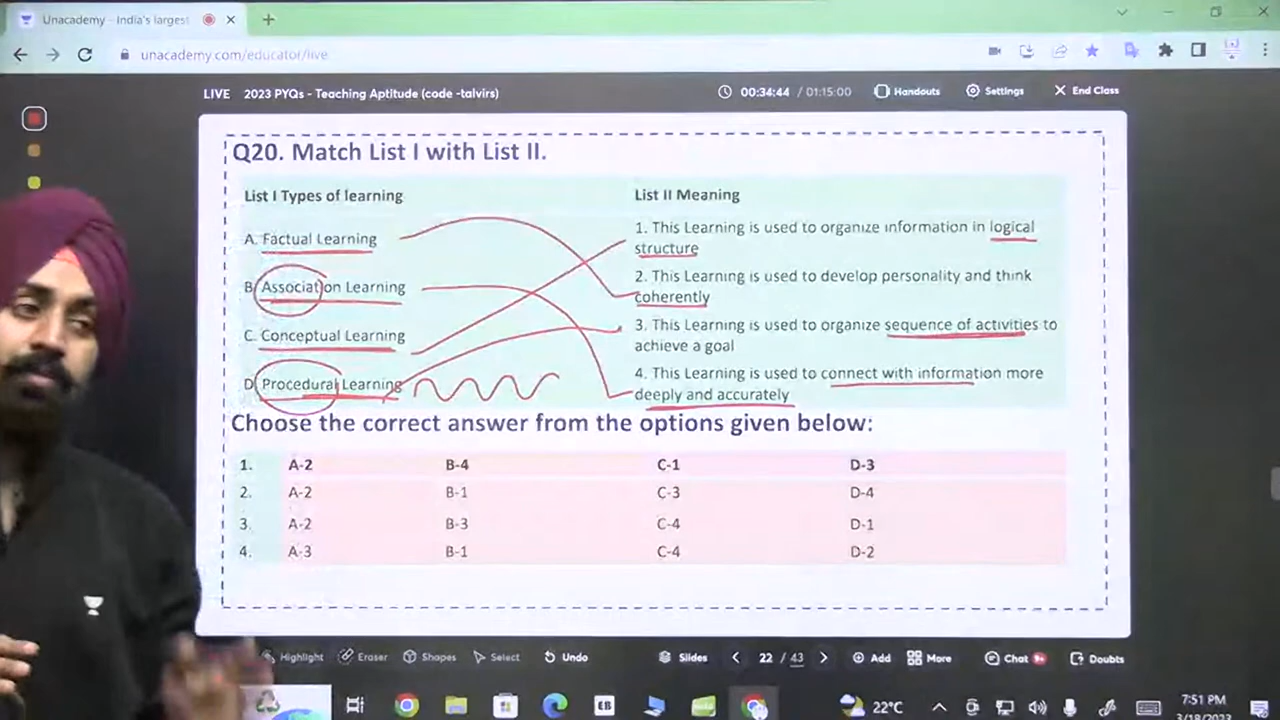 Unacademy - India's largest
unacademy.com/educator/live
LIVE 2023 PYQs - Teaching Aptitude (code -talvirs)
00:34:44 / 01:15:00
Handouts
Settings
End Class
Q20. Match List I with List II.
List I Types of learning
List II Meaning
A. Factual Learning
1. This Learning is used to organize information in logical
structure
B. Association Learning
2. This Learning is used to develop personality and think
coherently
C. Conceptual Learning
3. This Learning is used to organize sequence of activities to
achieve a goal
D. Procedural Learning
4. This Learning is used to connect with information more
deeply and accurately
Choose the correct answer from the options given below:
1. A-2 B-4 C-1 D-3
2. A-2 B-1 C-3 D-4
3. A-2 B-3 C-4 D-1
4. A-3 B-1 C-4 D-2
Highlight
Eraser
Shapes
Select
Undo
Slides
22 / 43
Add
More
Chat 9+
Doubts
22°C
7:51 PM
3/18/2023